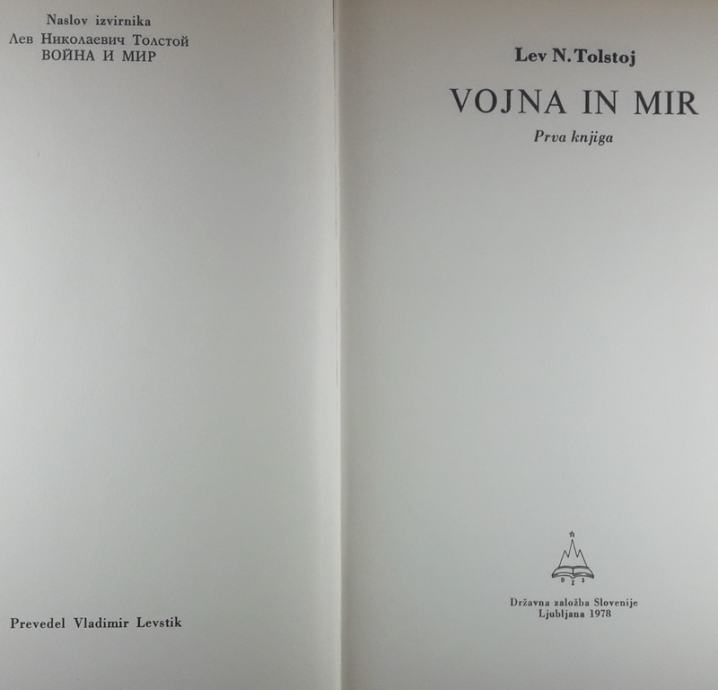 Naslov izvirnika
Лев Николаевич Толстой
ВОЙНА И МИР
Prevedel Vladimir Levstik
Lev N. Tolstoj
VOJNA IN MIR
Prva knjiga
DZS
Državna založba Slovenije
Ljubljana 1978